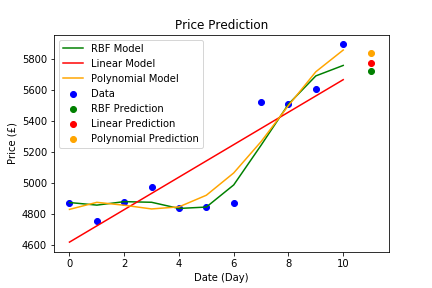 Price Prediction
RBF Model
Linear Model
Polynomial Model
Data
RBF Prediction
Linear Prediction
Polynomial Prediction
Price (£)
5800
5600
5400
5200
5000
4800
4600
0 2 4 6 8 10
Date (Day)